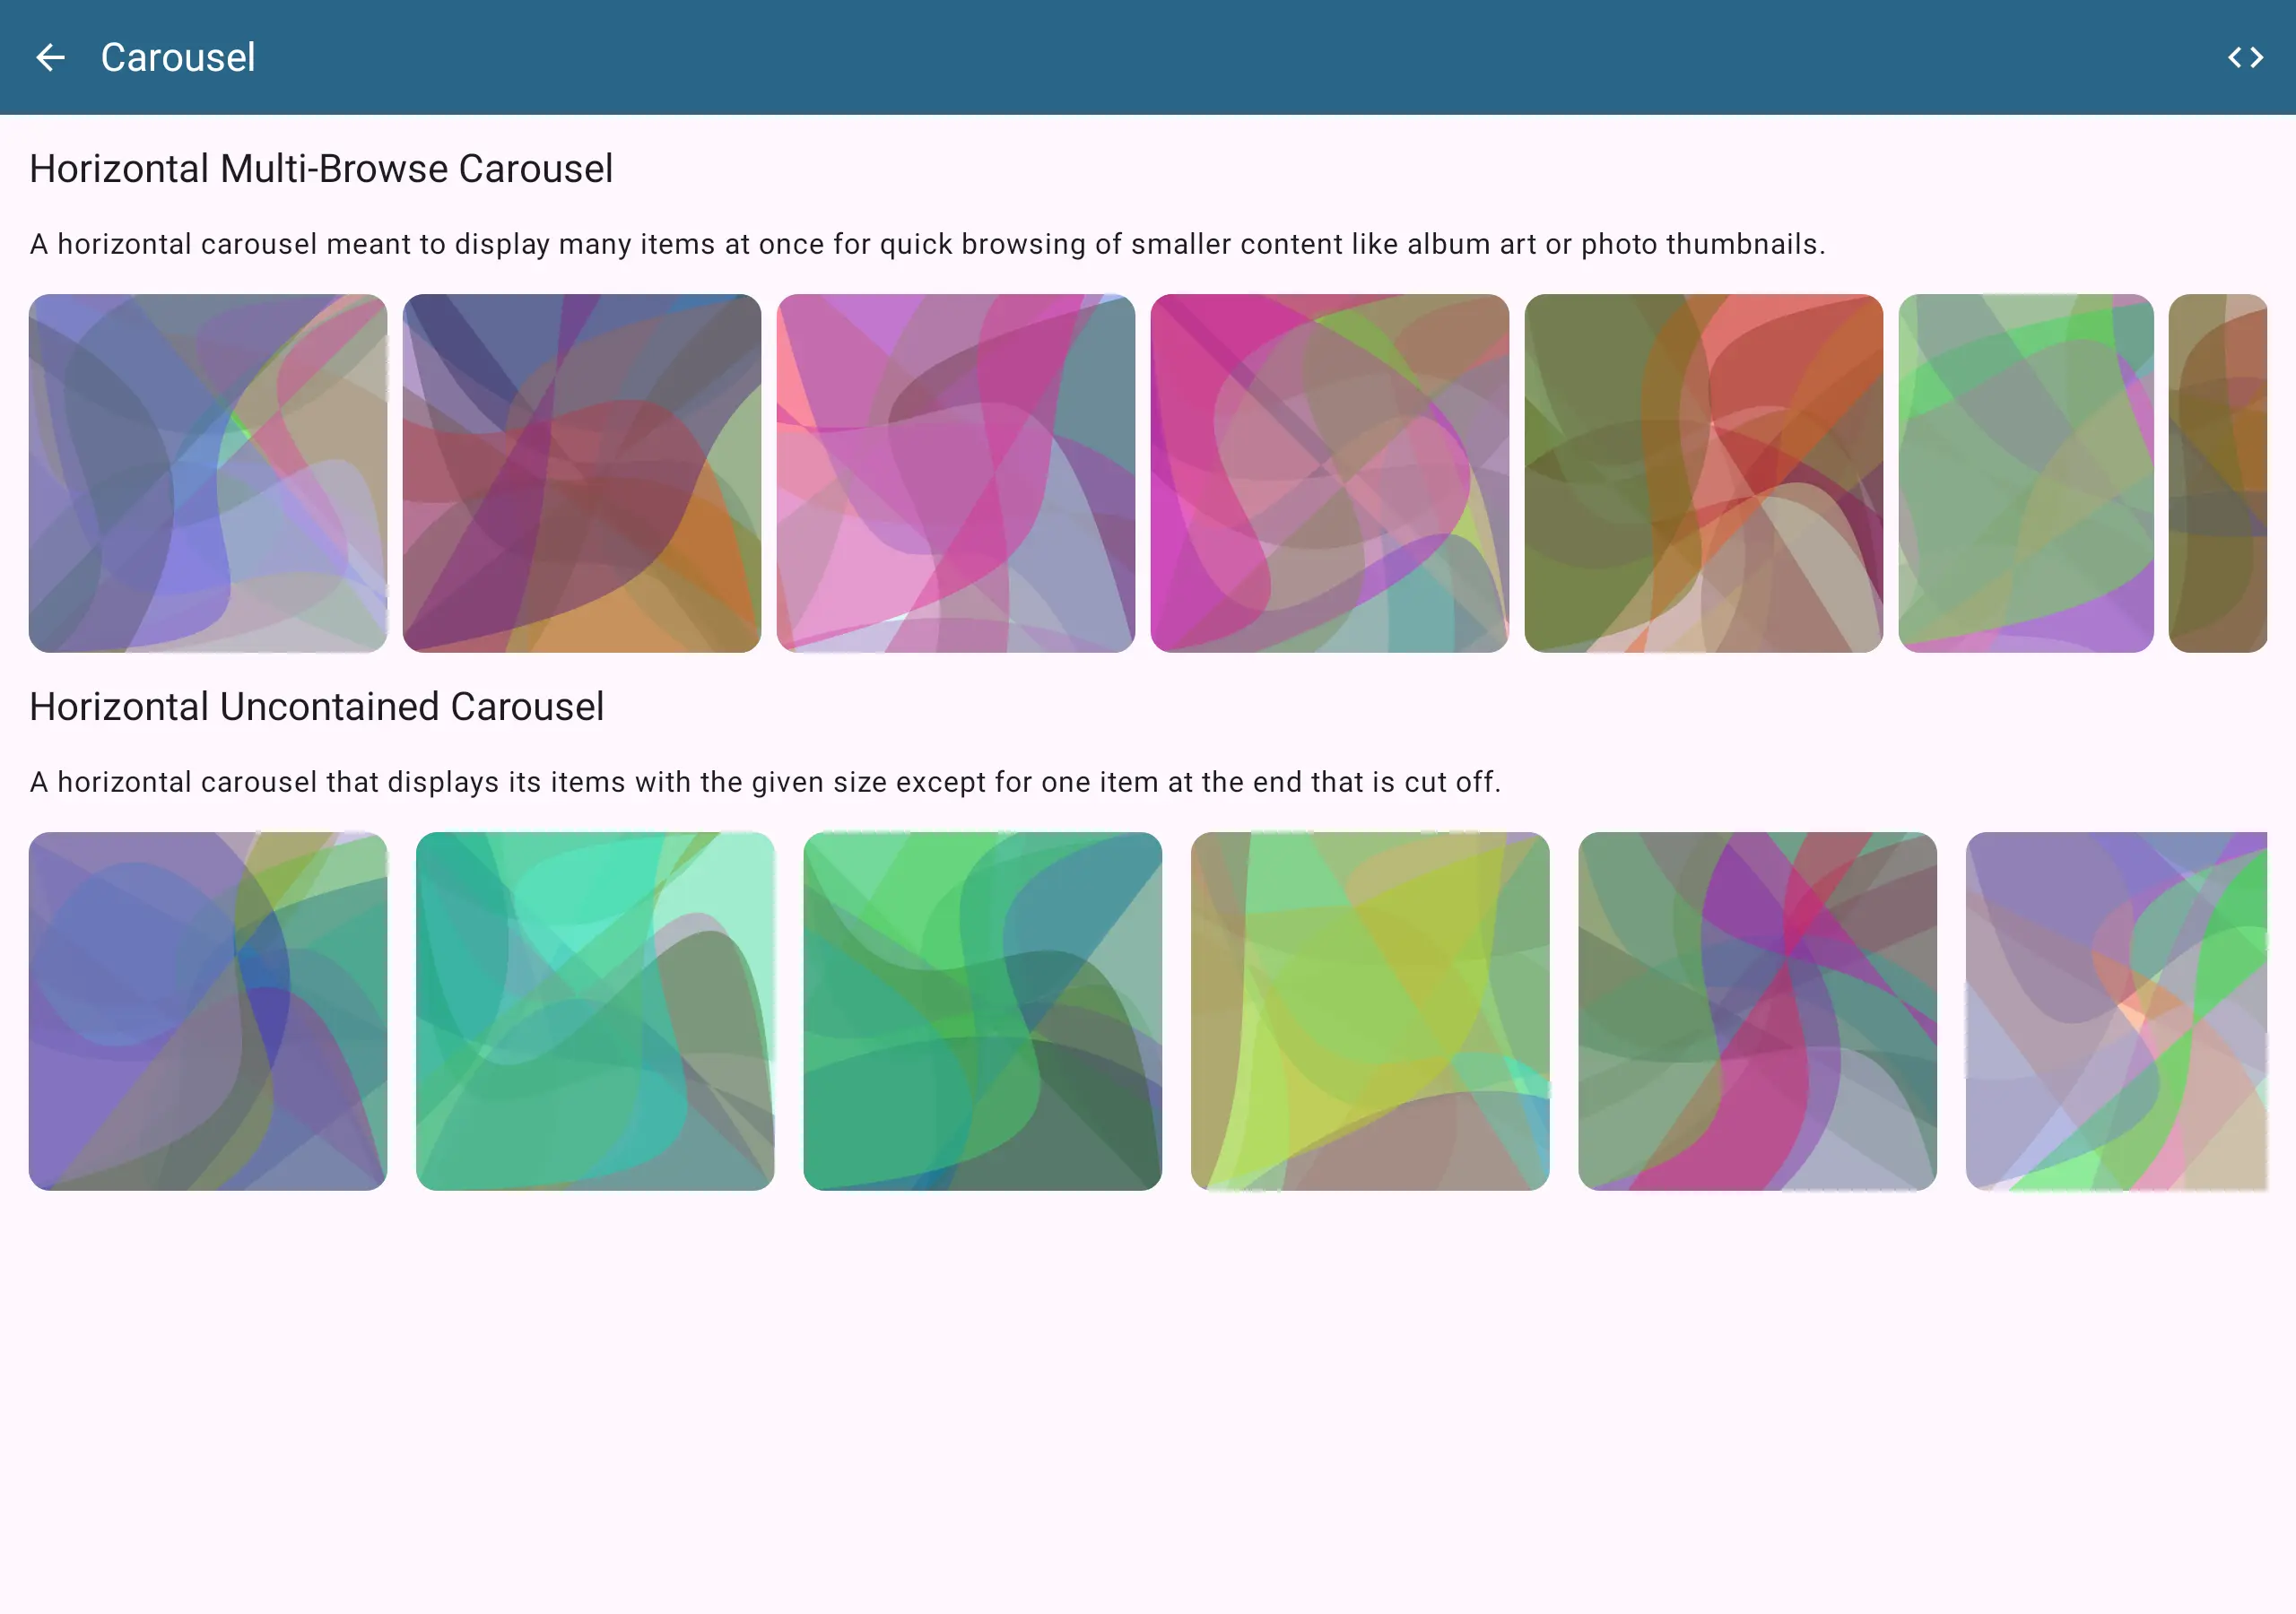 Carousel
Horizontal Multi-Browse Carousel
A horizontal carousel meant to display many items at once for quick browsing of smaller content like album art or photo thumbnails.
Horizontal Uncontained Carousel
A horizontal carousel that displays its items with the given size except for one item at the end that is cut off.